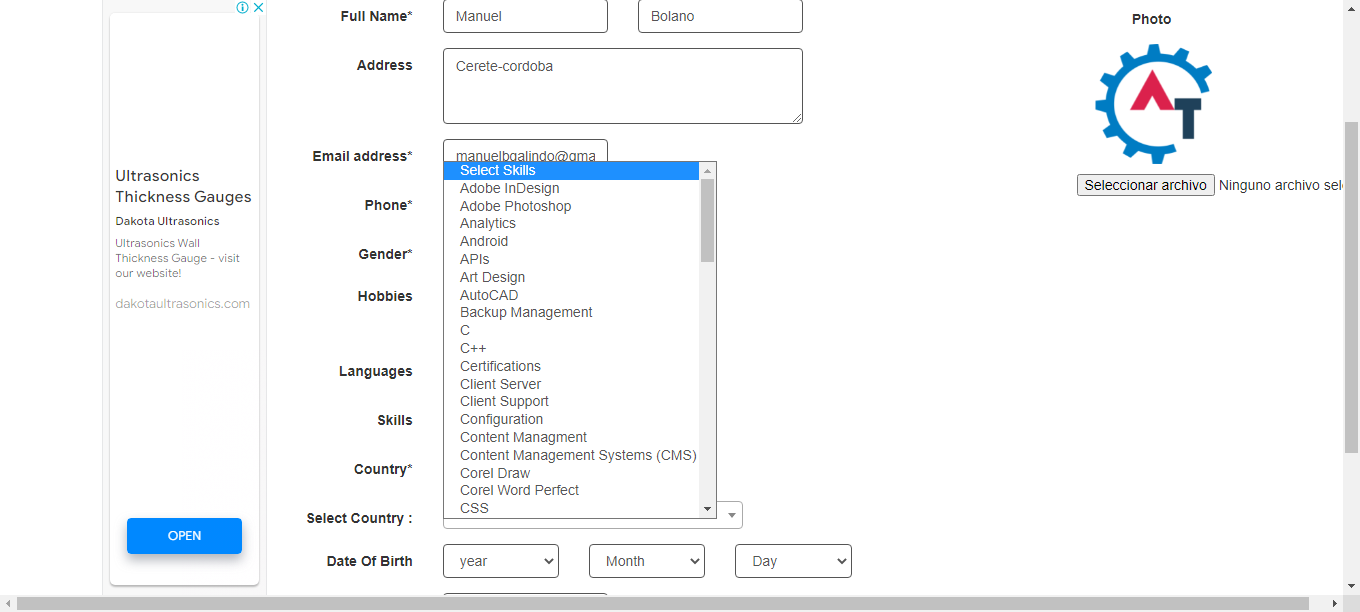 Full Name*
Manuel
Bolano
Photo
Address
Cerete-cordoba
AT
Email address*
manuelbgalindo@gma
Seleccionar archivo
Ninguno archivo sel
Ultrasonics
Thickness Gauges
Dakota Ultrasonics
Ultrasonics Wall
Thickness Gauge - visit
our website!
dakotaultrasonics.com
OPEN
Phone*
Gender*
Hobbies
Languages
Skills
Country*
Select Country :
Select Skills
Adobe InDesign
Adobe Photoshop
Analytics
Android
APIs
Art Design
AutoCAD
Backup Management
C
C++
Certifications
Client Server
Client Support
Configuration
Content Managment
Content Management Systems (CMS)
Corel Draw
Corel Word Perfect
CSS
Date Of Birth
year
Month
Day